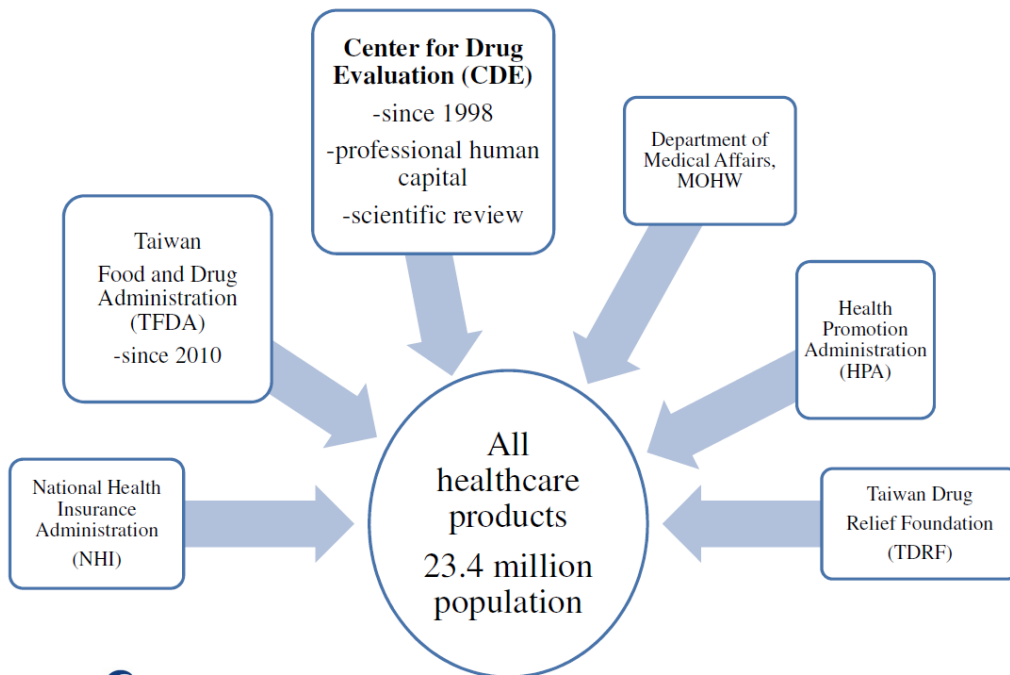 Center for Drug
Evaluation (CDE)
-since 1998
-professional human
capital
-scientific review
Department of
Medical Affairs,
MOHW
Taiwan
Food and Drug
Administration
(TFDA)
-since 2010
Health
Promotion
Administration
(HPA)
National Health
Insurance
Administration
(NHI)
All
healthcare
products
23.4 million
population
Taiwan Drug
Relief Foundation
(TDRF)